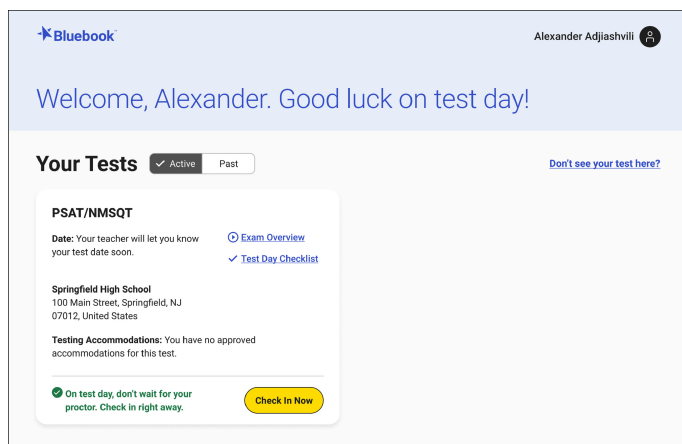 Bluebook™
Alexander Adjiashvili
Welcome, Alexander. Good luck on test day!
Your Tests
Active
Past
Don't see your test here?
PSAT/NMSQT
Date: Your teacher will let you know
your test date soon.
Exam Overview
Test Day Checklist
Springfield High School
100 Main Street, Springfield, NJ
07012, United States
Testing Accommodations: You have no approved
accommodations for this test.
On test day, don't wait for your
proctor. Check in right away.
Check In Now